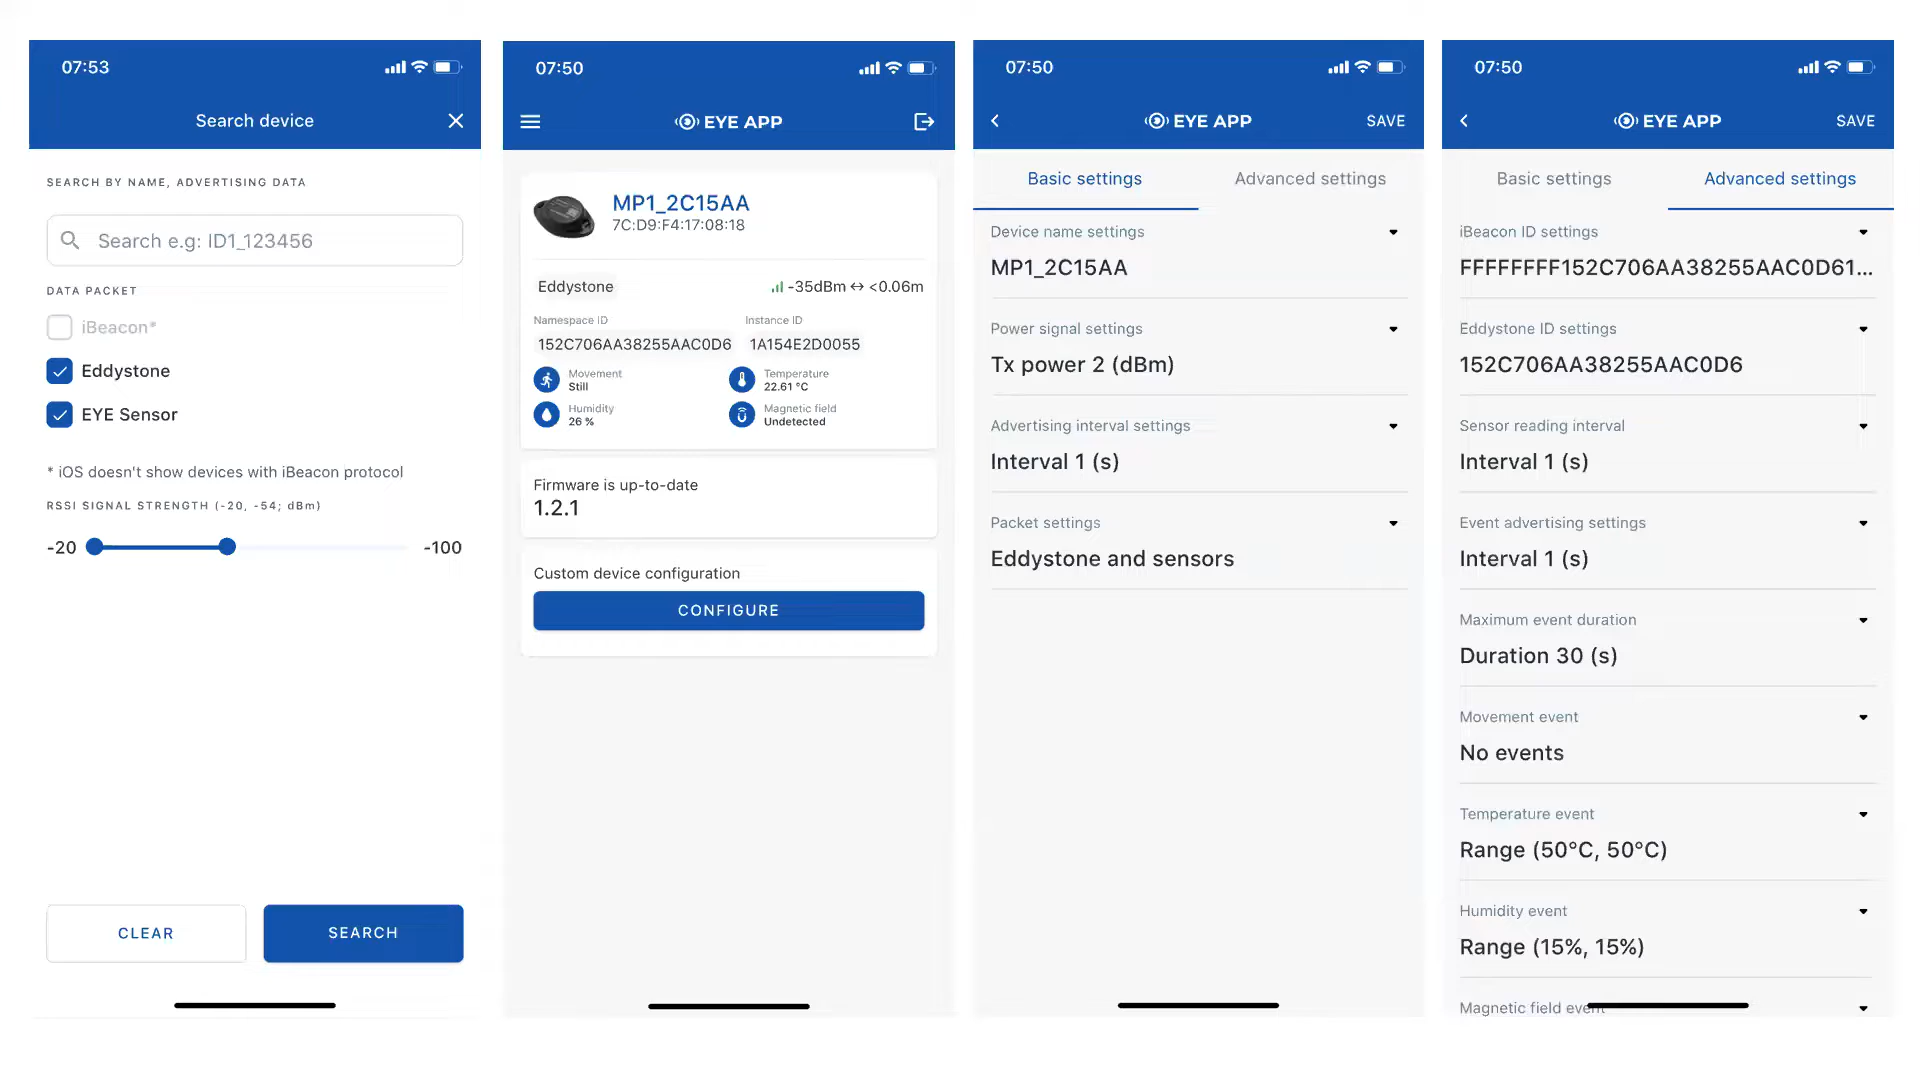 07:53
Search device
SEARCH BY NAME, ADVERTISING DATA
Search e.g: ID1_123456
DATA PACKET
iBeacon*
Eddystone
EYE Sensor
* iOS doesn't show devices with iBeacon protocol
RSSI SIGNAL STRENGTH (-20, -54; dBm)
-20 -100
CLEAR SEARCH
07:50
EYE APP
MP1_2C15AA
7C:D9:F4:17:08:18
Eddystone -35dBm ↔ <0.06m
Namespace ID Instance ID
152C706AA38255AAC0D6 1A154E2D0055
Movement Temperature
Still 22.61 °C
Humidity Magnetic field
26 % Undetected
Firmware is up-to-date
1.2.1
Custom device configuration
CONFIGURE
07:50
EYE APP SAVE
Basic settings Advanced settings
Device name settings
MP1_2C15AA
Power signal settings
Tx power 2 (dBm)
Advertising interval settings
Interval 1 (s)
Packet settings
Eddystone and sensors
07:50
EYE APP SAVE
Basic settings Advanced settings
iBeacon ID settings
FFFFFFFF152C706AA38255AAC0D61...
Eddystone ID settings
152C706AA38255AAC0D6
Sensor reading interval
Interval 1 (s)
Event advertising settings
Interval 1 (s)
Maximum event duration
Duration 30 (s)
Movement event
No events
Temperature event
Range (50°C, 50°C)
Humidity event
Range (15%, 15%)
Magnetic field event